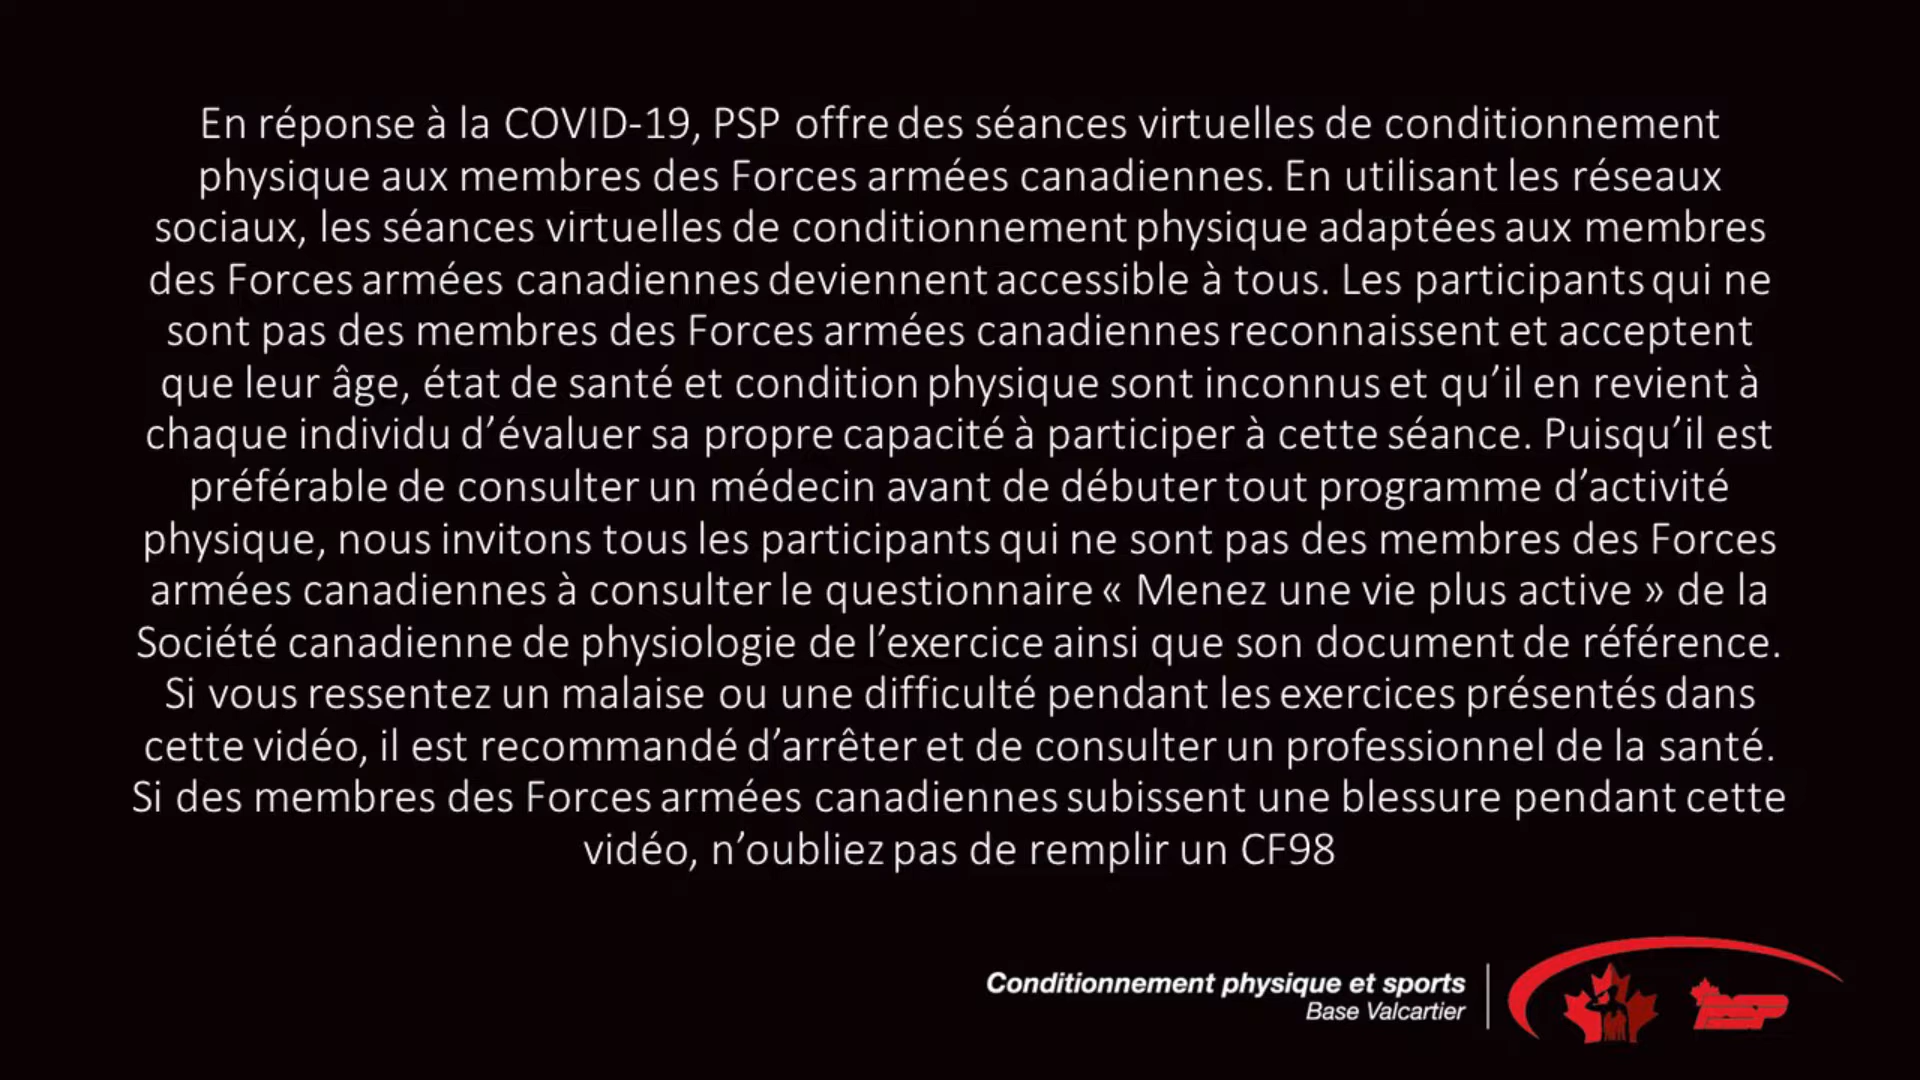 En réponse à la COVID-19, PSP offre des séances virtuelles de conditionnement
physique aux membres des Forces armées canadiennes. En utilisant les réseaux
sociaux, les séances virtuelles de conditionnement physique adaptées aux membres
des Forces armées canadiennes deviennent accessible à tous. Les participants qui ne
sont pas des membres des Forces armées canadiennes reconnaissent et acceptent
que leur âge, état de santé et condition physique sont inconnus et qu’il en revient à
chaque individu d’évaluer sa propre capacité à participer à cette séance. Puisqu’il est
préférable de consulter un médecin avant de débuter tout programme d’activité
physique, nous invitons tous les participants qui ne sont pas des membres des Forces
armées canadiennes à consulter le questionnaire « Menez une vie plus active » de la
Société canadienne de physiologie de l’exercice ainsi que son document de référence.
Si vous ressentez un malaise ou une difficulté pendant les exercices présentés dans
cette vidéo, il est recommandé d’arrêter et de consulter un professionnel de la santé.
Si des membres des Forces armées canadiennes subissent une blessure pendant cette
vidéo, n’oubliez pas de remplir un CF98
Conditionnement physique et sports
Base Valcartier
PSP